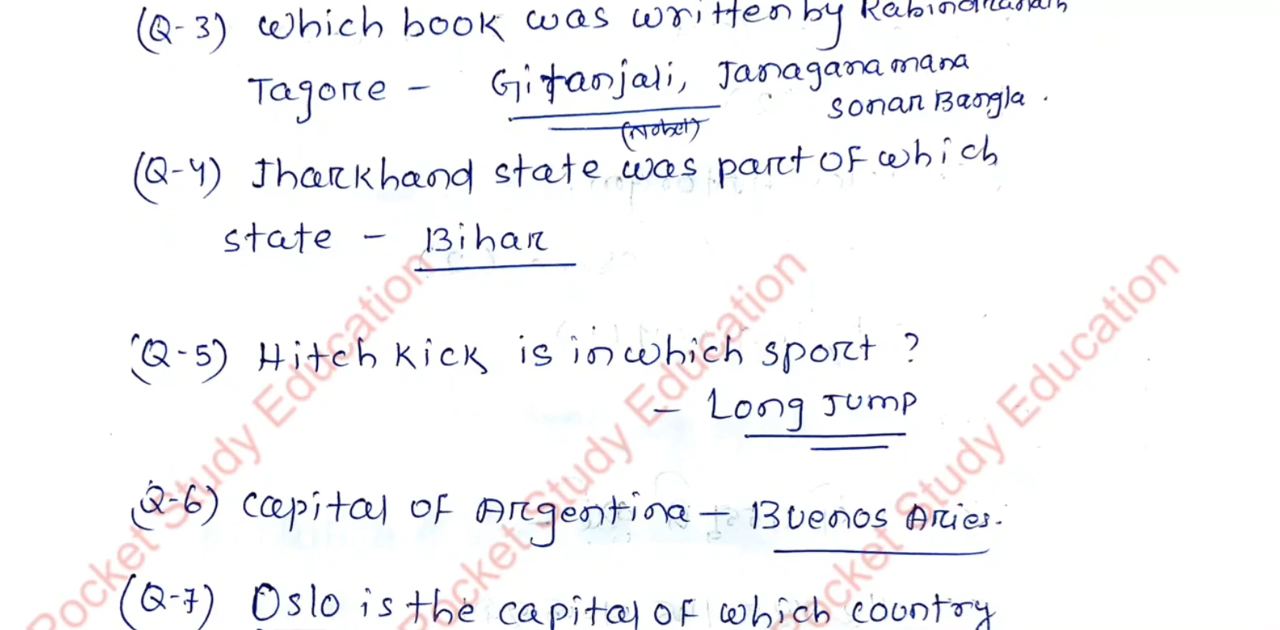 (Q-3) Which book was written by Rabindranath
Tagore - Gitanjali, Janaganamana
Sonar Bangla.
(Nobel)
(Q-4) Jharkhand state was part of which
state - Bihar
(Q-5) Hitch kick is in which sport ?
- Long Jump
(Q-6) Capital of Argentina - Buenos Aries.
(Q-7) Oslo is the capital of which country
Pocket Study Education
Pocket Study Education
Pocket Study Education